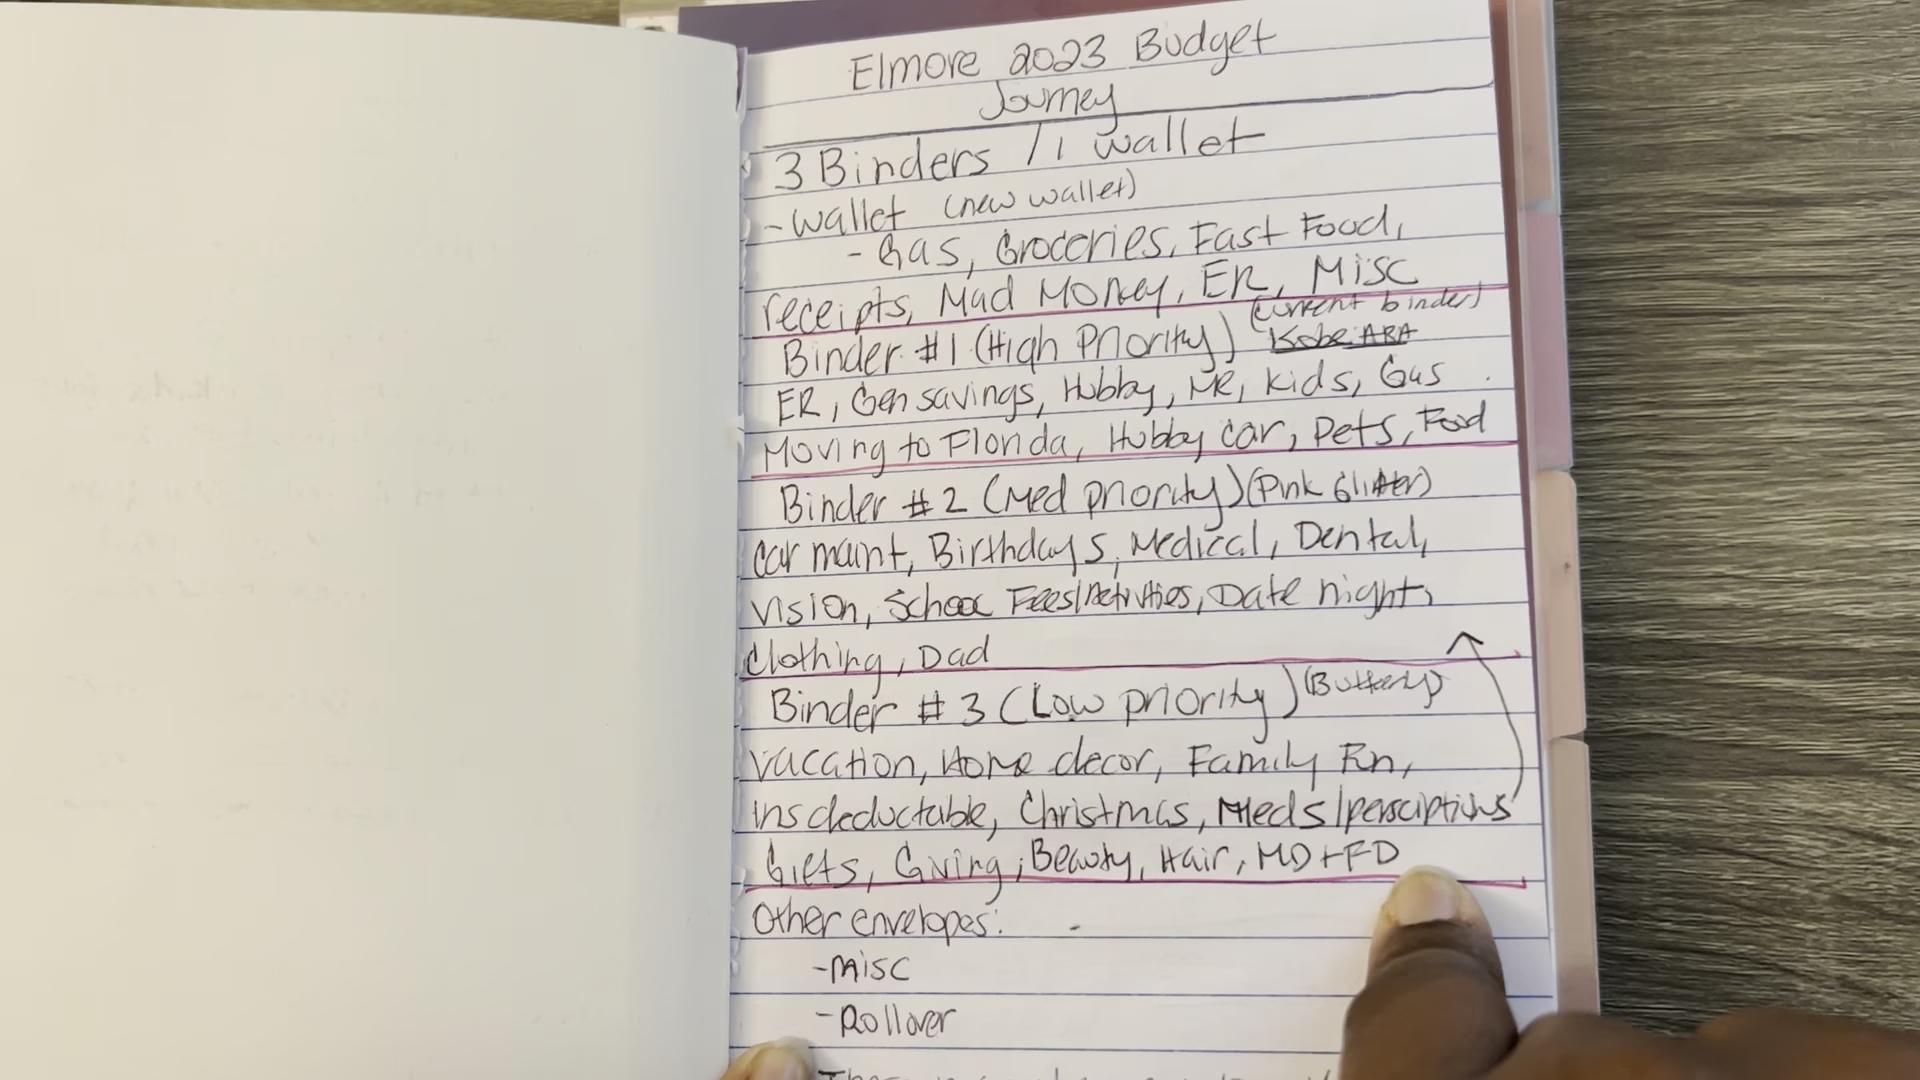 Elmore 2023 Budget
Journey
3 Binders / 1 wallet
- wallet (new wallet)
- Gas, Groceries, Fast Food,
receipts, Mad Money, ER, Misc
(current binder)
Binder #1 (High Priority)
ER, Gen savings, Hubby, ME, Kids, Gas
Moving to Florida, Hubby car, Pets, Food
Binder #2 (Med priority) (Pink Glitter)
car maint, Birthdays, Medical, Dental,
vision, School Fees/Activities, Date night,
Clothing, Dad
Binder #3 (Low priority) (Butterfly)
vacation, Home decor, Family Fun,
Ins deductable, Christmas, Meds/persciptions
Gifts, Giving, Beauty, Hair, MD+FD
Other envelopes:
- Misc
- Rollover